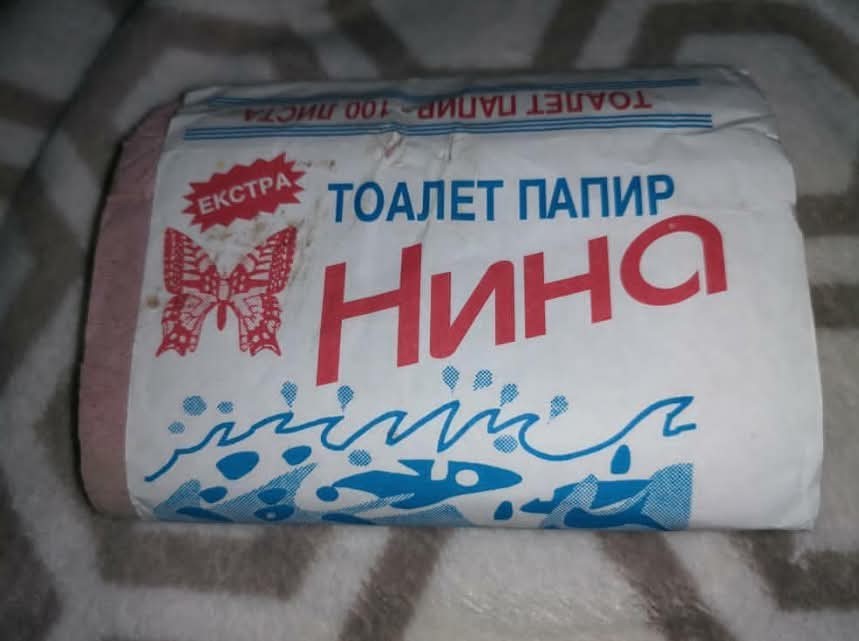 ТОАЛЕТ ПАПИР - 100 ЛИСТА
ЕКСТРА
ТОАЛЕТ ПАПИР
Нина